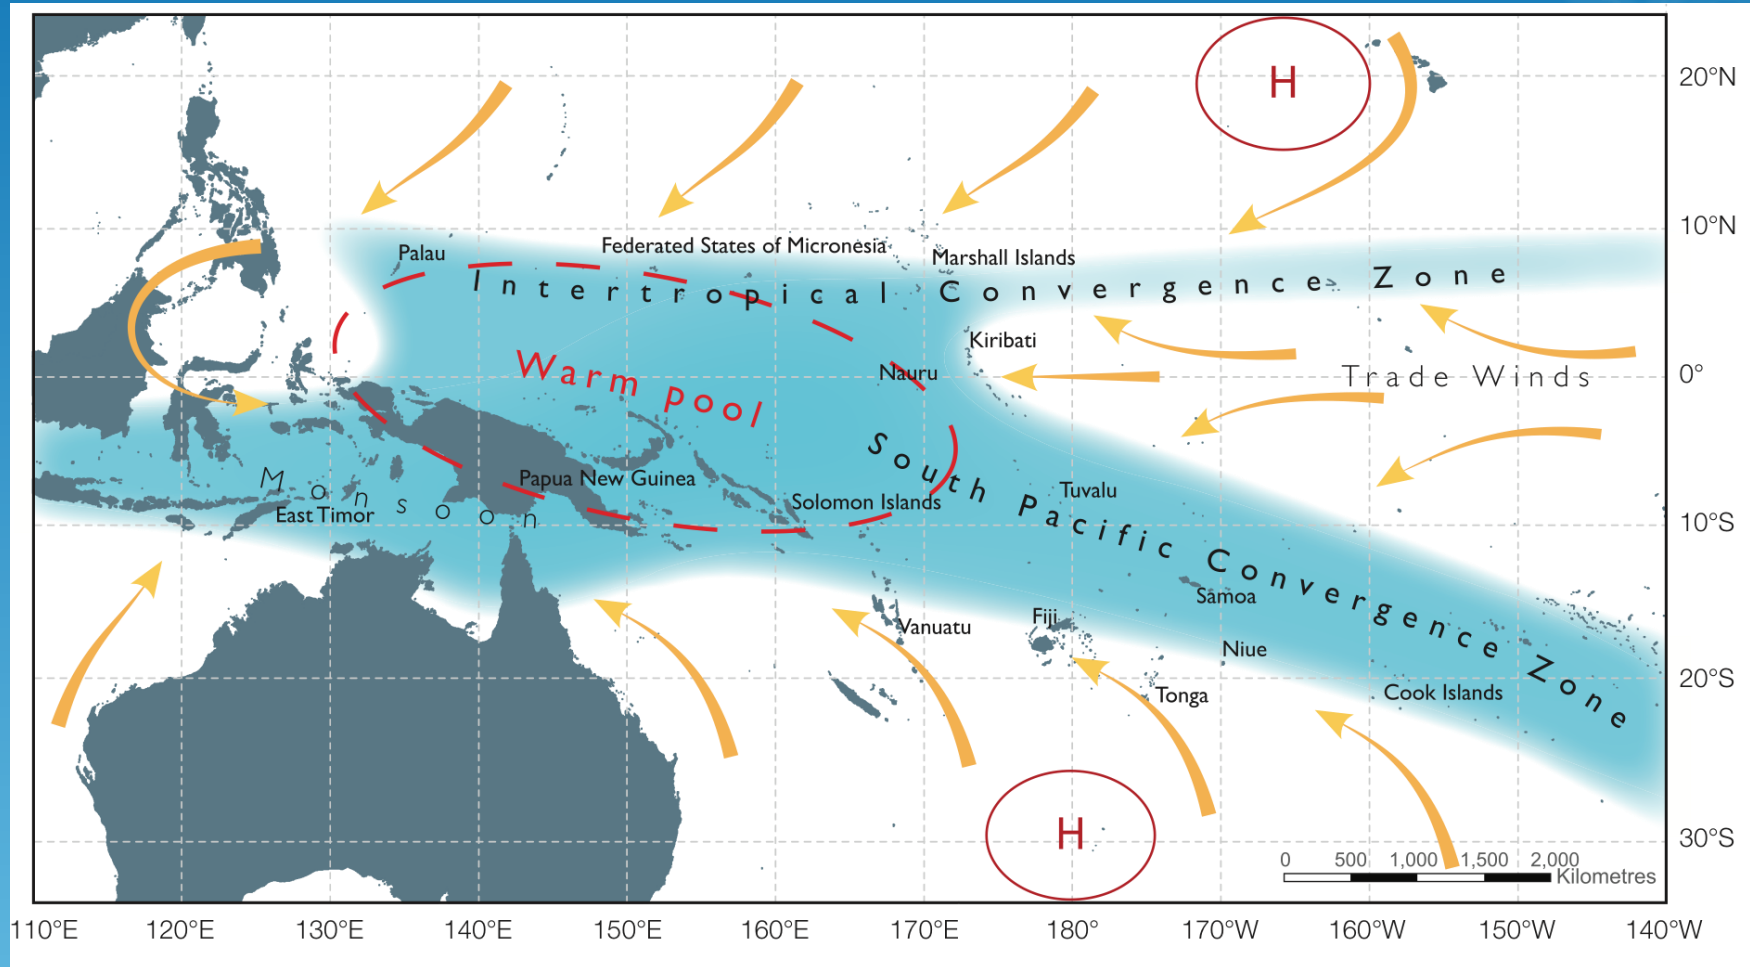 H
20°N
10°N
Palau
Federated States of Micronesia
Marshall Islands
Intertropical Convergence Zone
Kiribati
Warm pool
Nauru
Trade Winds
0°
South Pacific Convergence Zone
Monsoon
Papua New Guinea
East Timor
Solomon Islands
Tuvalu
10°S
Samoa
Vanuatu
Fiji
Niue
20°S
Tonga
Cook Islands
H
30°S
0 500 1,000 1,500 2,000
Kilometres
110°E 120°E 130°E 140°E 150°E 160°E 170°E 180° 170°W 160°W 150°W 140°W